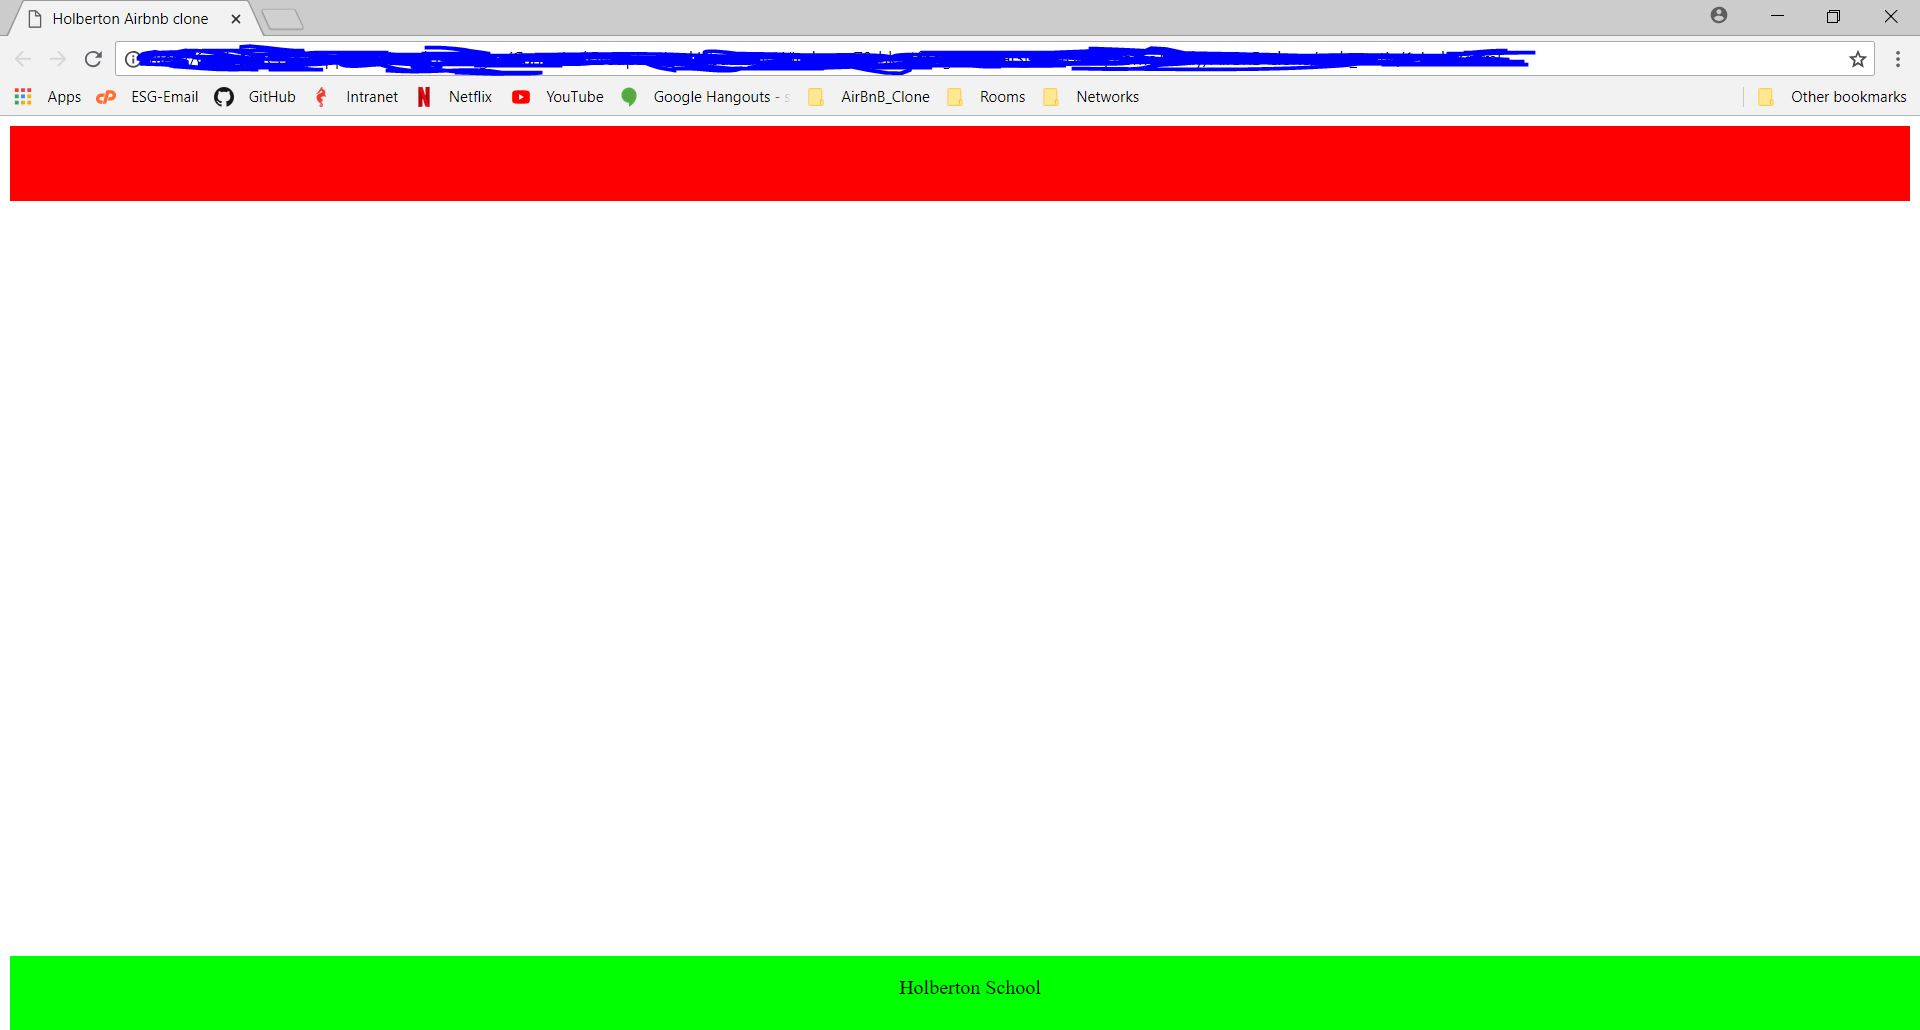 Holberton Airbnb clone
Apps ESG-Email GitHub Intranet Netflix YouTube Google Hangouts - AirBnB_Clone Rooms Networks Other bookmarks
Holberton School